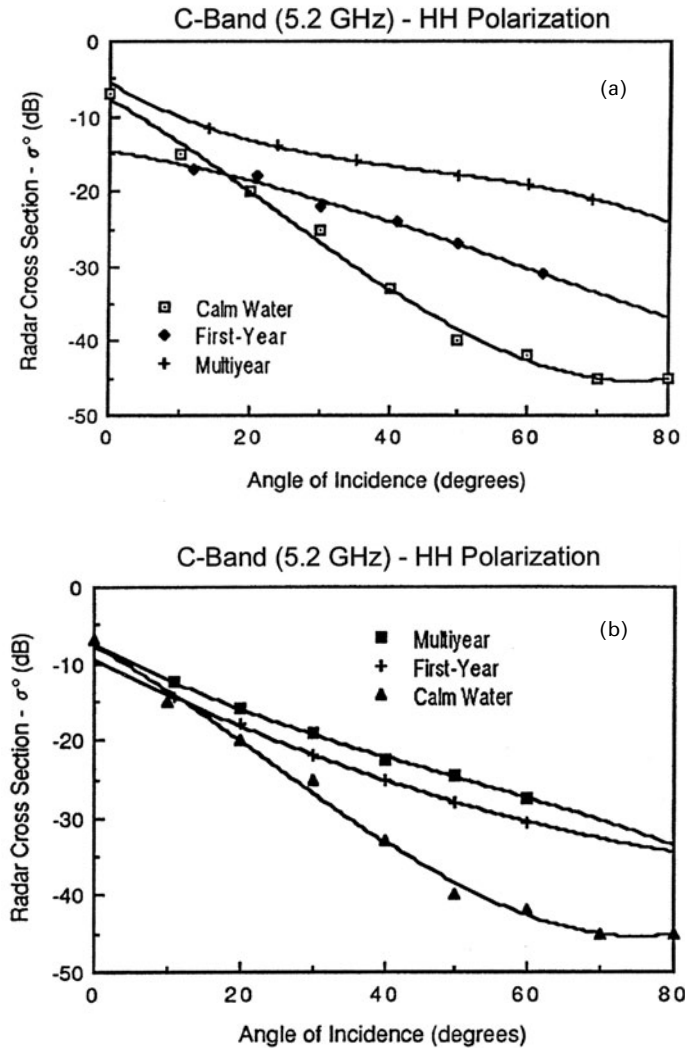 C-Band (5.2 GHz) - HH Polarization
(a)
0
-10
-20
-30
-40
-50
Radar Cross Section - σ° (dB)
Calm Water
First-Year
Multiyear
0 20 40 60 80
Angle of Incidence (degrees)
C-Band (5.2 GHz) - HH Polarization
(b)
0
-10
-20
-30
-40
-50
Radar Cross Section - σ° (dB)
Multiyear
First-Year
Calm Water
0 20 40 60 80
Angle of Incidence (degrees)